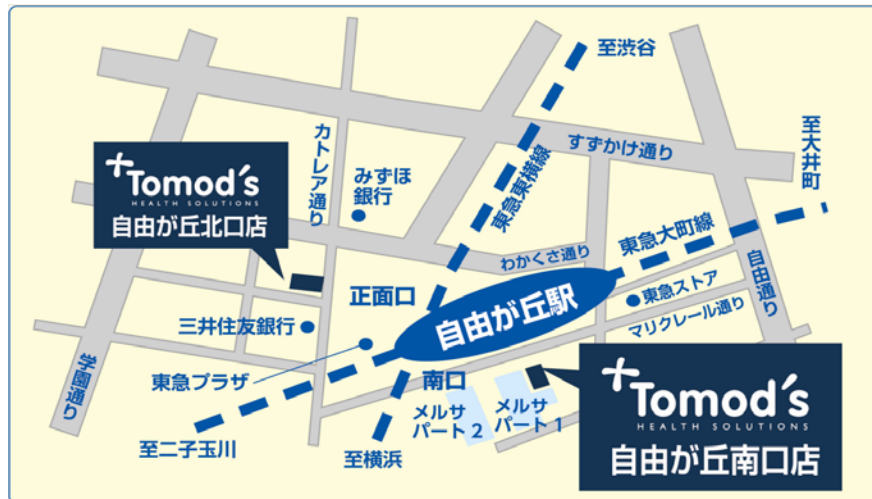 至渋谷
至大井町
すずかけ通り
カトレア通り
みずほ
銀行
東急東横線
Tomod's
HEALTH SOLUTIONS
自由が丘北口店
わかくさ通り
東急大町線
自由通り
正面口
自由が丘駅
東急ストア
マリクレール通り
三井住友銀行
学園通り
東急プラザ
南口
メルサ
パート2
メルサ
パート1
至二子玉川
至横浜
Tomod's
HEALTH SOLUTIONS
自由が丘南口店